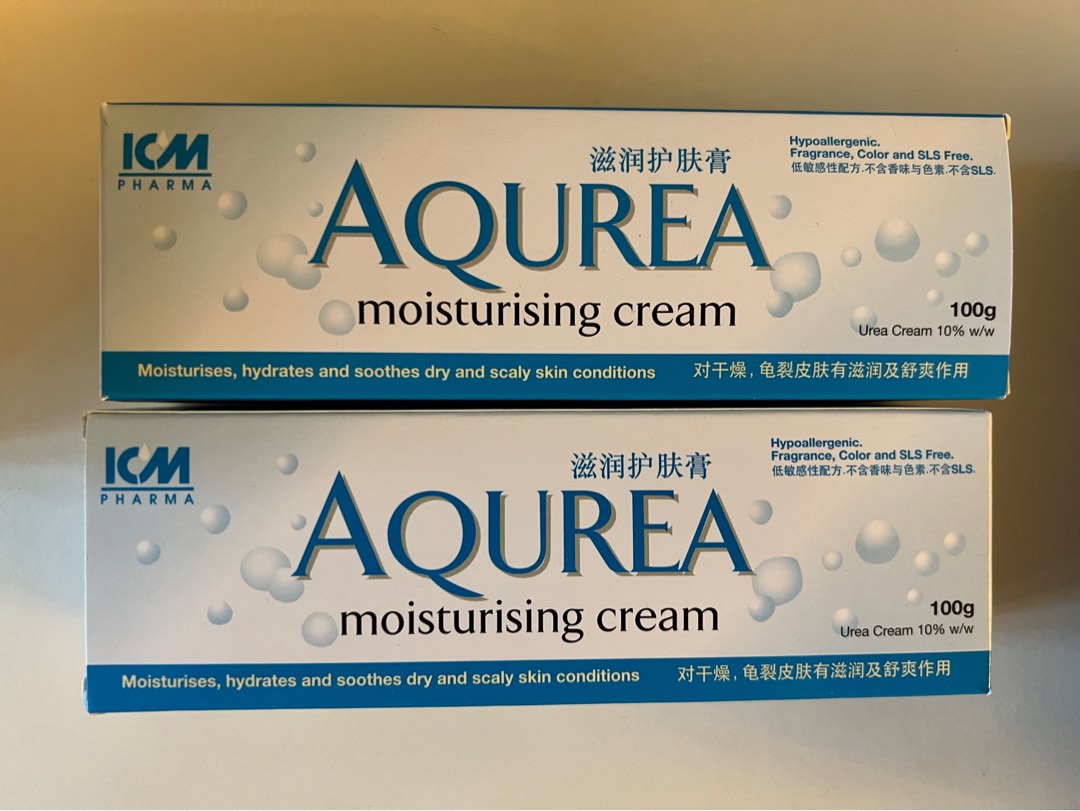 ICM
PHARMA
滋润护肤膏
Hypoallergenic.
Fragrance, Color and SLS Free.
低敏感性配方.不含香味与色素.不含SLS.
AQUREA
moisturising cream
100g
Urea Cream 10% w/w
Moisturises, hydrates and soothes dry and scaly skin conditions 对干燥, 龟裂皮肤有滋润及舒爽作用
ICM
PHARMA
滋润护肤膏
Hypoallergenic.
Fragrance, Color and SLS Free.
低敏感性配方.不含香味与色素.不含SLS.
AQUREA
moisturising cream
100g
Urea Cream 10% w/w
Moisturises, hydrates and soothes dry and scaly skin conditions 对干燥, 龟裂皮肤有滋润及舒爽作用